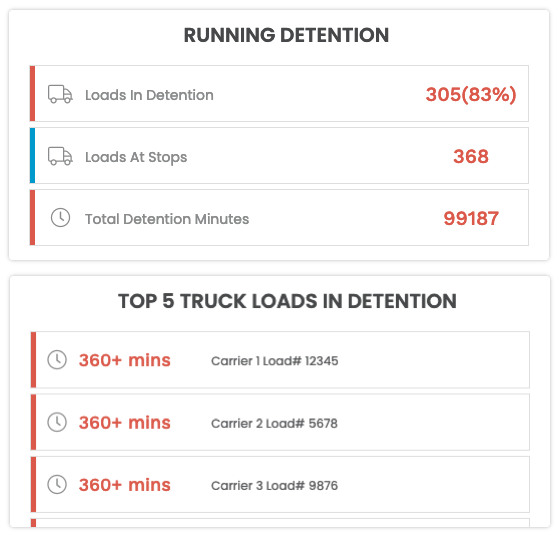 RUNNING DETENTION
Loads In Detention 305(83%)
Loads At Stops 368
Total Detention Minutes 99187
TOP 5 TRUCK LOADS IN DETENTION
360+ mins Carrier 1 Load# 12345
360+ mins Carrier 2 Load# 5678
360+ mins Carrier 3 Load# 9876